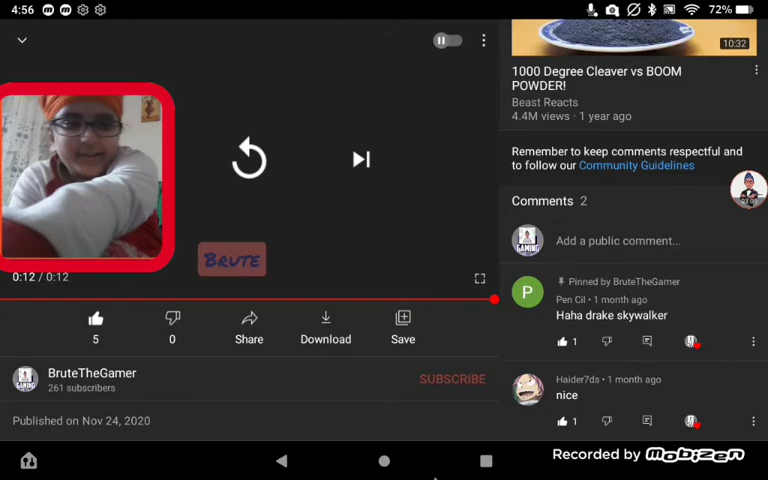 4:56
72%
10:32
1000 Degree Cleaver vs BOOM
POWDER!
Beast Reacts
4.4M views · 1 year ago
Remember to keep comments respectful and
to follow our Community Guidelines
Comments 2
GAMING
Add a public comment...
Pinned by BruteTheGamer
P
Pen Cil · 1 month ago
Haha drake skywalker
1
Haider7ds · 1 month ago
nice
1
BRUTE
0:12 / 0:12
5
0
Share
Download
Save
BruteTheGamer
261 subscribers
SUBSCRIBE
Published on Nov 24, 2020
Recorded by Mobizen